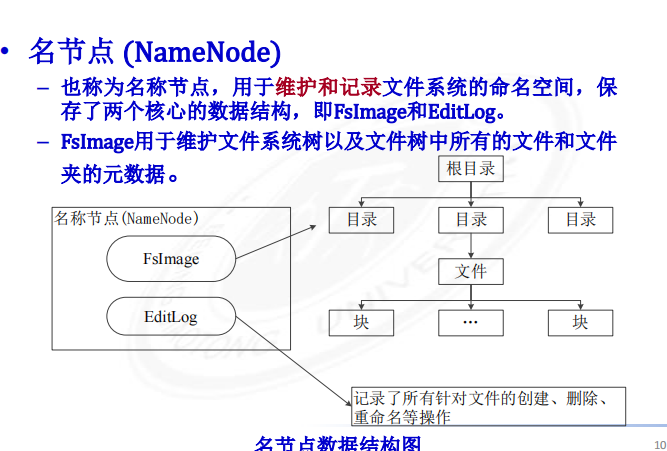 • 名节点 (NameNode)
– 也称为名称节点，用于维护和记录文件系统的命名空间，保
存了两个核心的数据结构，即FsImage和EditLog。
– FsImage用于维护文件系统树以及文件树中所有的文件和文件
夹的元数据。
根目录
名称节点(NameNode)
目录 目录 目录
FsImage
文件
EditLog
块 … 块
记录了所有针对文件的创建、删除、
重命名等操作
名节点数据结构图
10